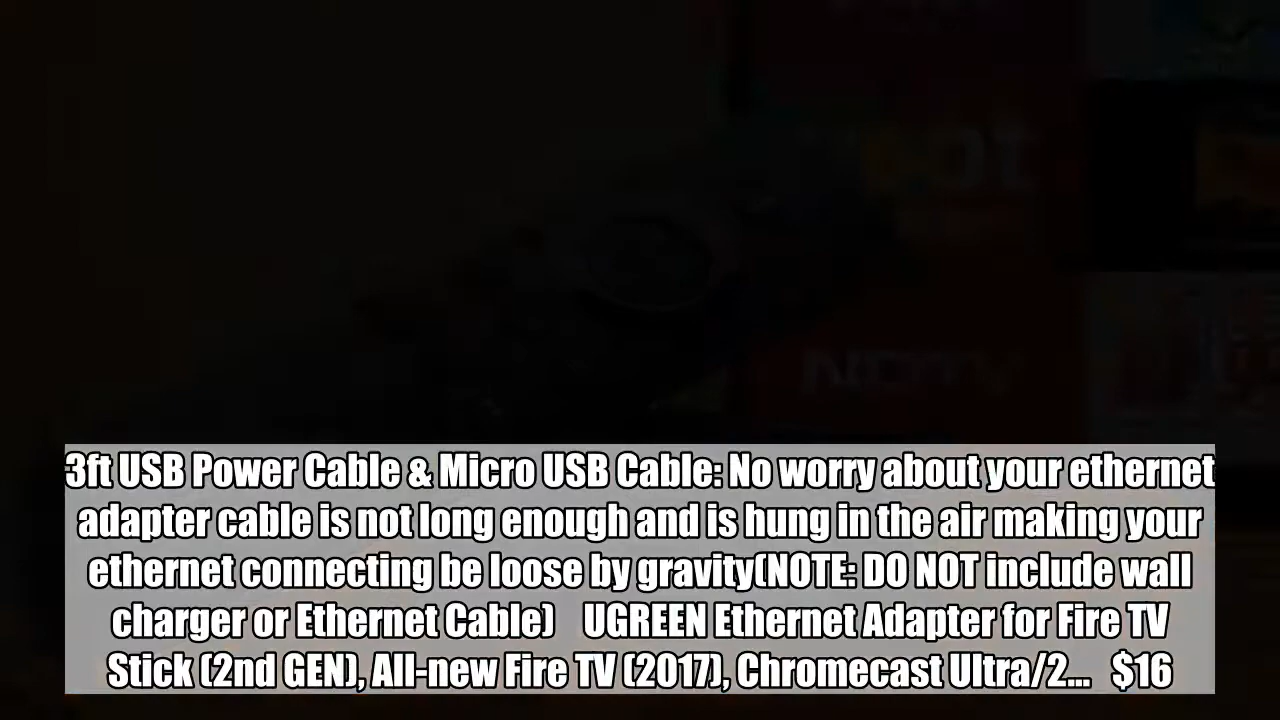 3ft USB Power Cable & Micro USB Cable: No worry about your ethernet
adapter cable is not long enough and is hung in the air making your
ethernet connecting be loose by gravity(NOTE: DO NOT include wall
charger or Ethernet Cable) UGREEN Ethernet Adapter for Fire TV
Stick (2nd GEN), All-new Fire TV (2017), Chromecast Ultra/2... $16